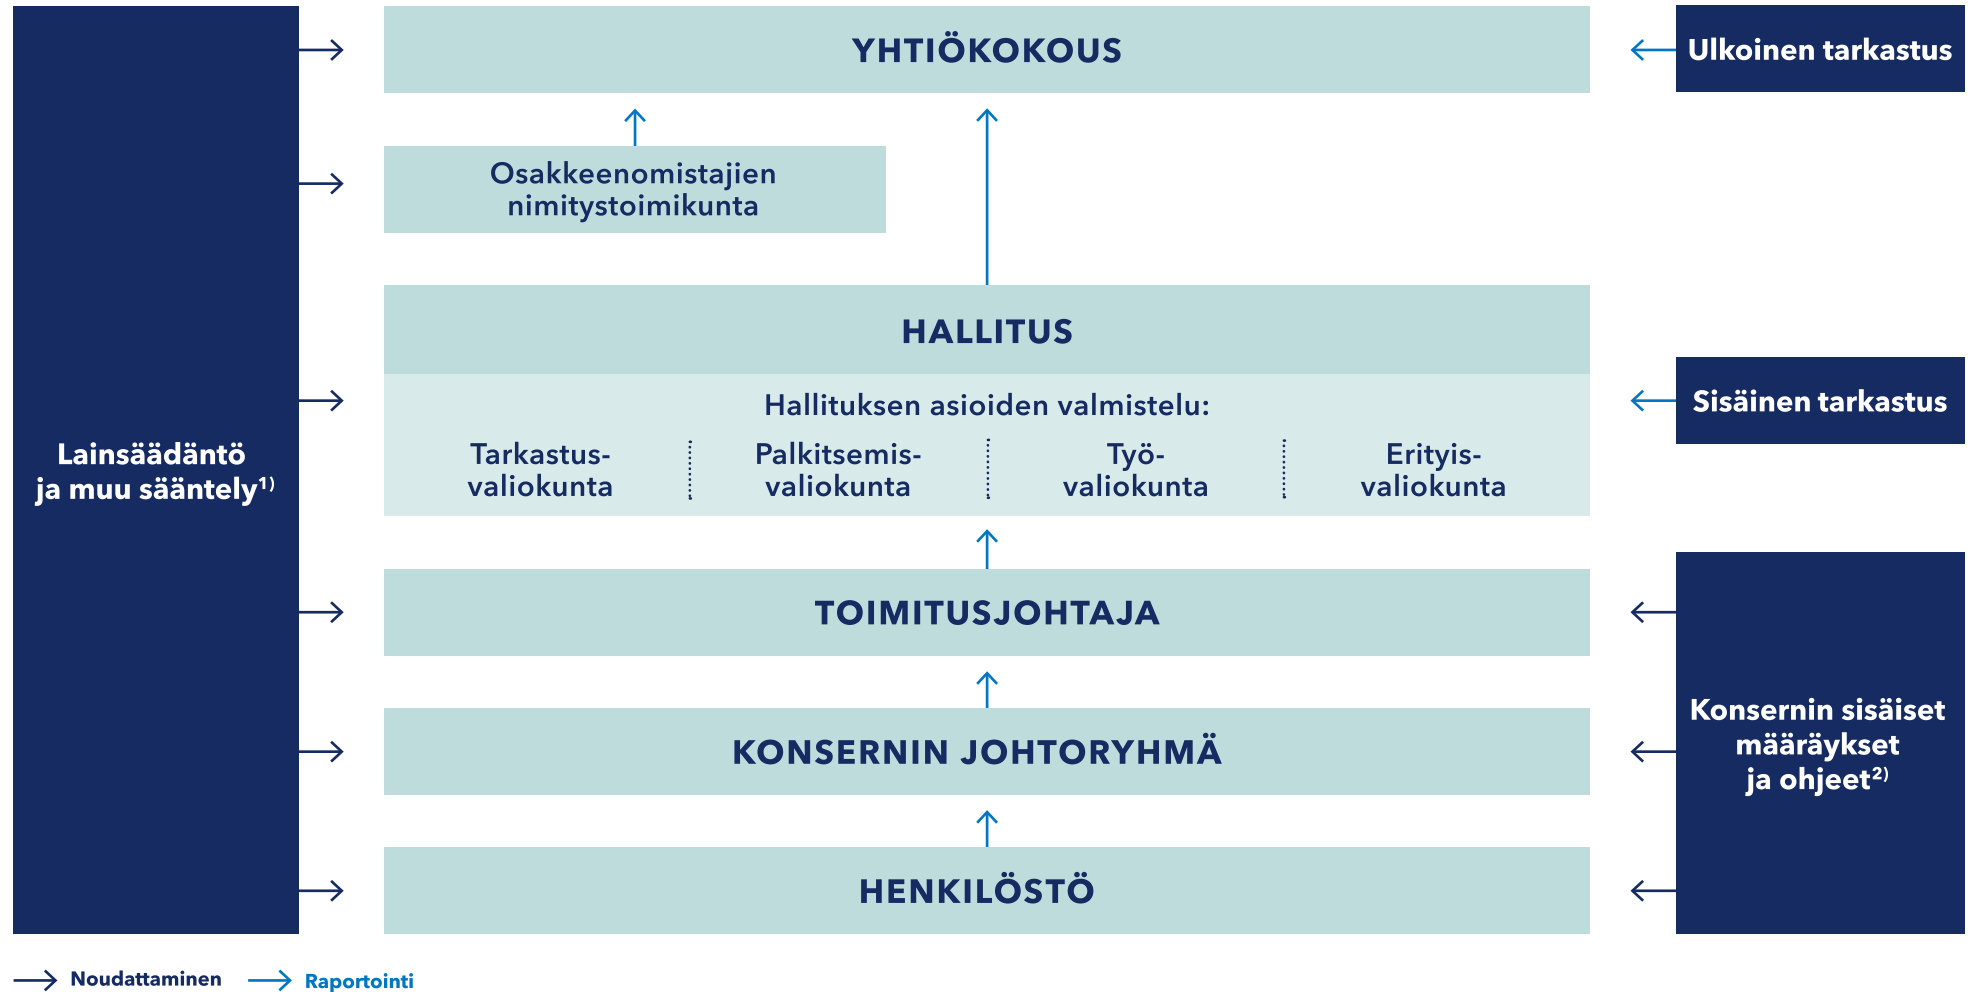 YHTIÖKOKOUS
Ulkoinen tarkastus
Osakkeenomistajien
nimitystoimikunta
HALLITUS
Hallituksen asioiden valmistelu:
Tarkastus-
valiokunta
Palkitsemis-
valiokunta
Työ-
valiokunta
Erityis-
valiokunta
Sisäinen tarkastus
Lainsäädäntö
ja muu sääntely¹⁾
TOIMITUSJOHTAJA
KONSERNIN JOHTORYHMÄ
Konsernin sisäiset
määräykset
ja ohjeet²⁾
HENKILÖSTÖ
Noudattaminen
Raportointi